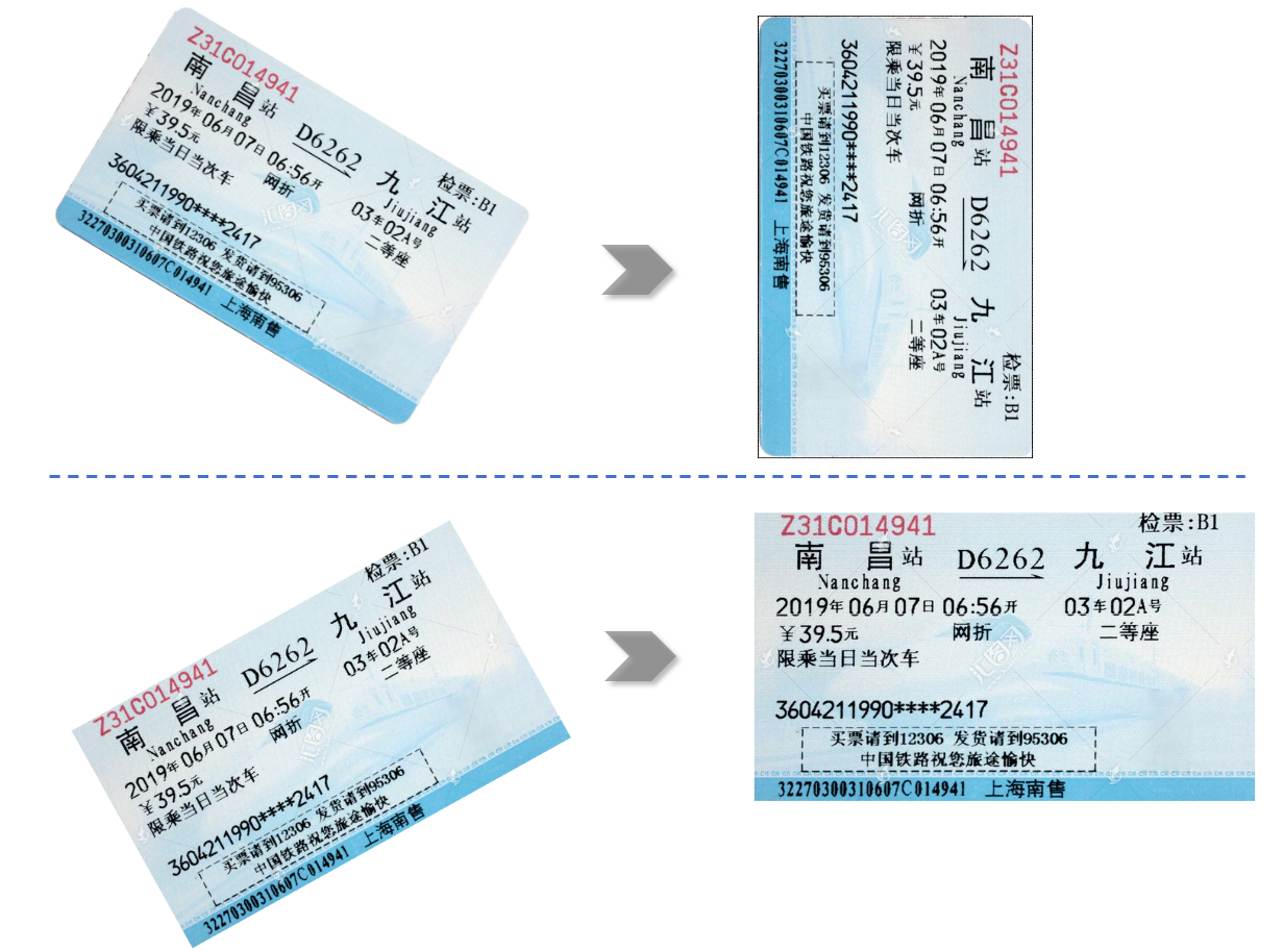 Z31C014941
检票:B1
南 昌站 D6262 九 江站
Nanchang Jiujiang
2019年06月07日 06:56开 03车02A号
￥39.5元 网折 二等座
限乘当日当次车
3604211990****2417
买票请到12306 发货请到95306
中国铁路祝您旅途愉快
32270300310607C014941 上海南售
汇图网
Z31C014941
检票:B1
南 昌站 D6262 九 江站
Nanchang Jiujiang
2019年06月07日 06:56开 03车02A号
￥39.5元 网折 二等座
限乘当日当次车
3604211990****2417
买票请到12306 发货请到95306
中国铁路祝您旅途愉快
32270300310607C014941 上海南售
汇图网
Z31C014941
检票:B1
南 昌站 D6262 九 江站
Nanchang Jiujiang
2019年06月07日 06:56开 03车02A号
￥39.5元 网折 二等座
限乘当日当次车
3604211990****2417
买票请到12306 发货请到95306
中国铁路祝您旅途愉快
32270300310607C014941 上海南售
汇图网
Z31C014941 检票:B1
南 昌站 D6262 九 江站
Nanchang Jiujiang
2019年06月07日 06:56开 03车02A号
￥39.5元 网折 二等座
限乘当日当次车
3604211990****2417
买票请到12306 发货请到95306
中国铁路祝您旅途愉快
32270300310607C014941 上海南售
汇图网